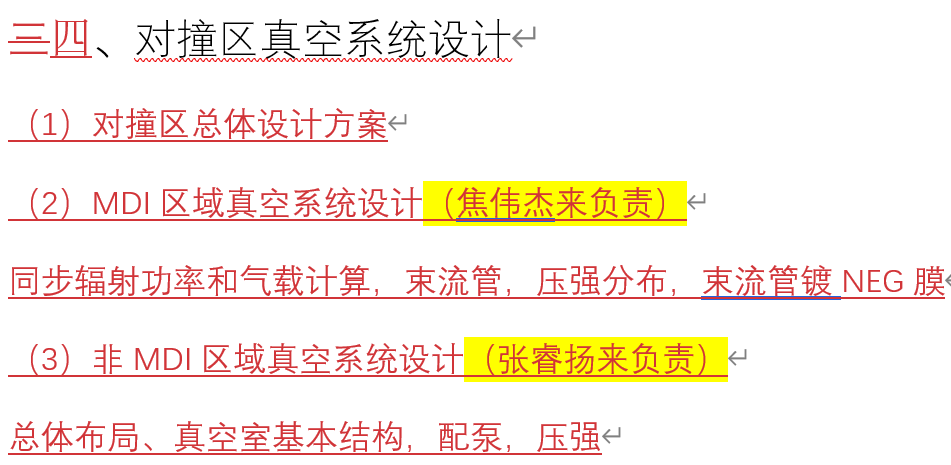 三四、对撞区真空系统设计
（1）对撞区总体设计方案
（2）MDI 区域真空系统设计（焦伟杰来负责）
同步辐射功率和气载计算，束流管，压强分布，束流管镀 NEG 膜
（3）非 MDI 区域真空系统设计（张睿扬来负责）
总体布局、真空室基本结构，配泵，压强